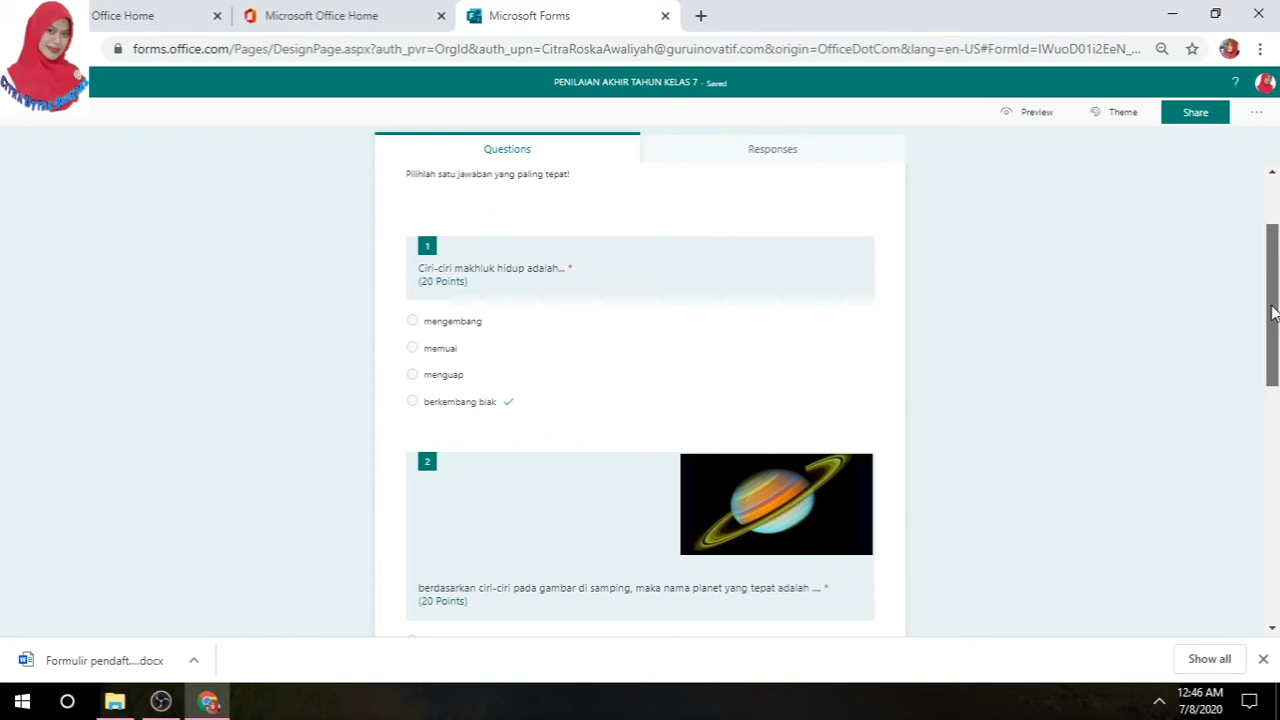 Office Home
Microsoft Office Home
Microsoft Forms
forms.office.com/Pages/DesignPage.aspx?auth_pvr=OrgId&auth_upn=CitraRoskaAwaliyah@guruinovatif.com&origin=OfficeDotCom&lang=en-US#FormId=IWuoD01i2EeN_...
PENILAIAN AKHIR TAHUN KELAS 7 - Saved
?
Preview
Theme
Share
Questions
Responses
Pilihlah satu jawaban yang paling tepat!
1
Ciri-ciri makhluk hidup adalah... *
(20 Points)
mengembang
memuai
menguap
berkembang biak
2
berdasarkan ciri-ciri pada gambar di samping, maka nama planet yang tepat adalah .... *
(20 Points)
Formulir pendaft....docx
Show all
12:46 AM
7/8/2020